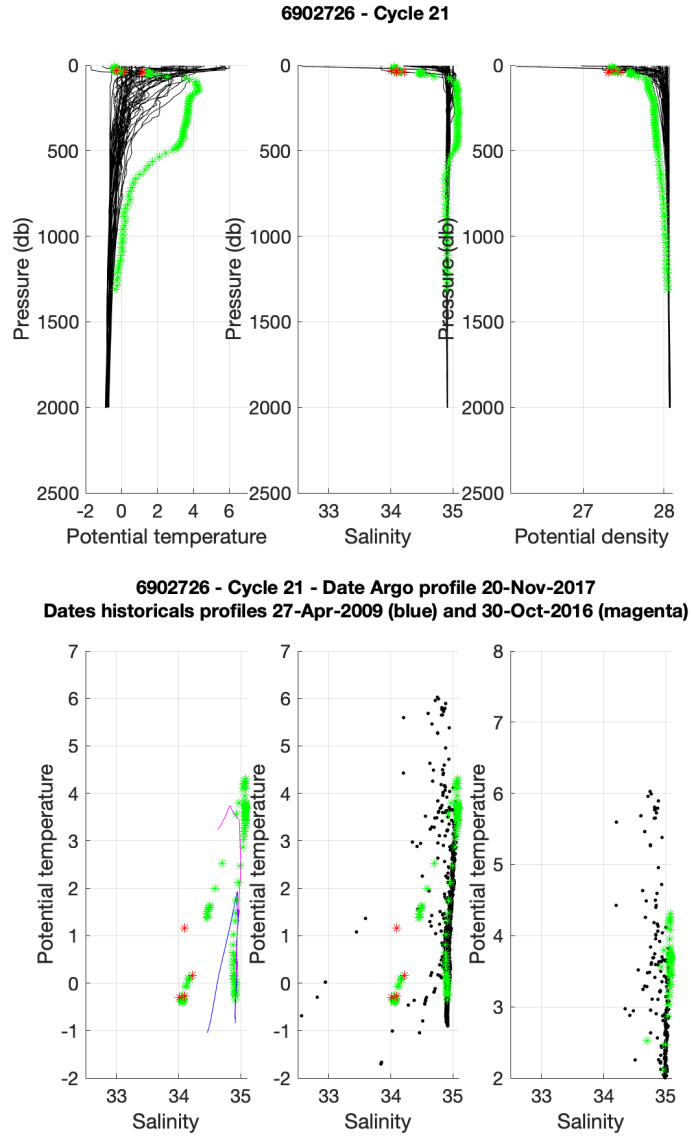 6902726 - Cycle 21
0
500
1000
1500
2000
2500
Pressure (db)
-2 0 2 4 6
Potential temperature
0
500
1000
1500
2000
2500
Pressure (db)
33 34 35
Salinity
0
500
1000
1500
2000
2500
Pressure (db)
27 28
Potential density
6902726 - Cycle 21 - Date Argo profile 20-Nov-2017
Dates historicals profiles 27-Apr-2009 (blue) and 30-Oct-2016 (magenta)
7
6
5
4
3
2
1
0
-1
-2
Potential temperature
33 34 35
Salinity
7
6
5
4
3
2
1
0
-1
-2
Potential temperature
33 34 35
Salinity
8
7
6
5
4
3
2
Potential temperature
33 34 35
Salinity